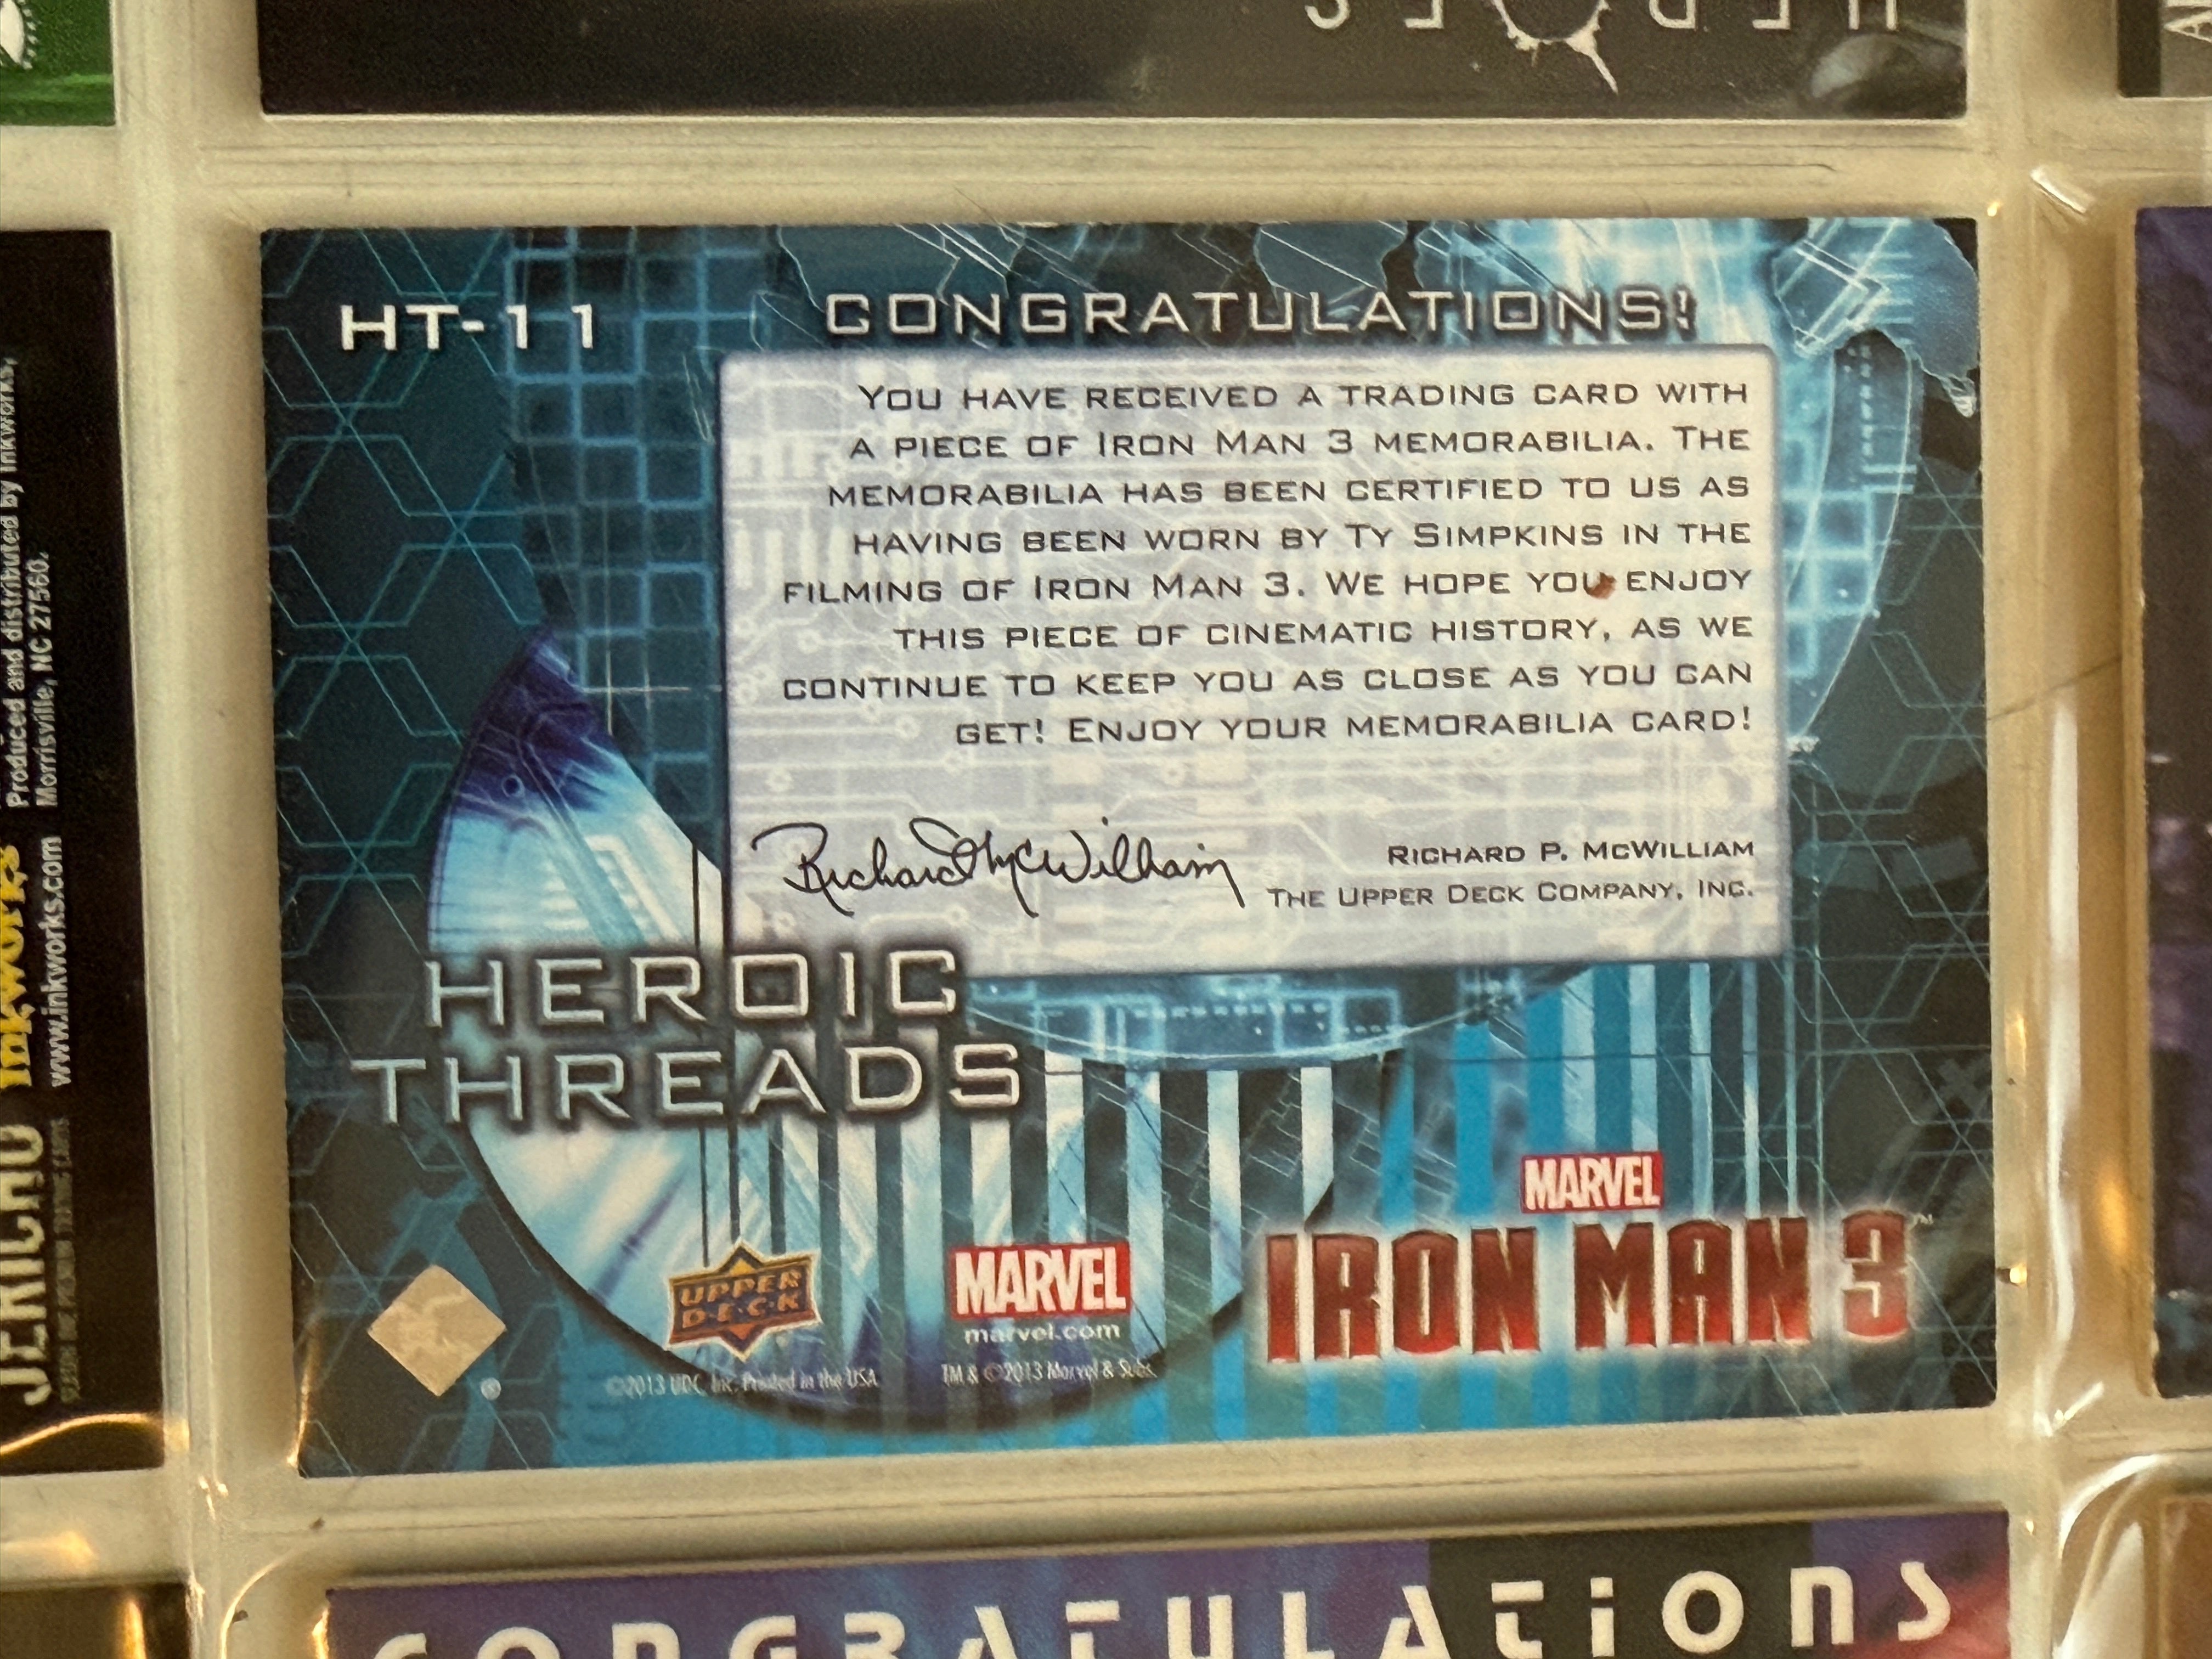 HT-11
CONGRATULATIONS!
YOU HAVE RECEIVED A TRADING CARD WITH
A PIECE OF IRON MAN 3 MEMORABILIA. THE
MEMORABILIA HAS BEEN CERTIFIED TO US AS
HAVING BEEN WORN BY TY SIMPKINS IN THE
FILMING OF IRON MAN 3. WE HOPE YOU ENJOY
THIS PIECE OF CINEMATIC HISTORY, AS WE
CONTINUE TO KEEP YOU AS CLOSE AS YOU CAN
GET! ENJOY YOUR MEMORABILIA CARD!
Richard McWilliam
RICHARD P. MCWILLIAM
THE UPPER DECK COMPANY, INC.
HEROIC
THREADS
UPPER
D·E·C·K
©2013 UDC, Inc. Printed in the USA
MARVEL
marvel.com
TM & ©2013 Marvel & Subs.
MARVEL
IRON MAN 3™
Produced and distributed by Inkworks,
Morrisville, NC 27560.
Inkworks
www.inkworks.com
JERICHO
CONGRATULATIONS